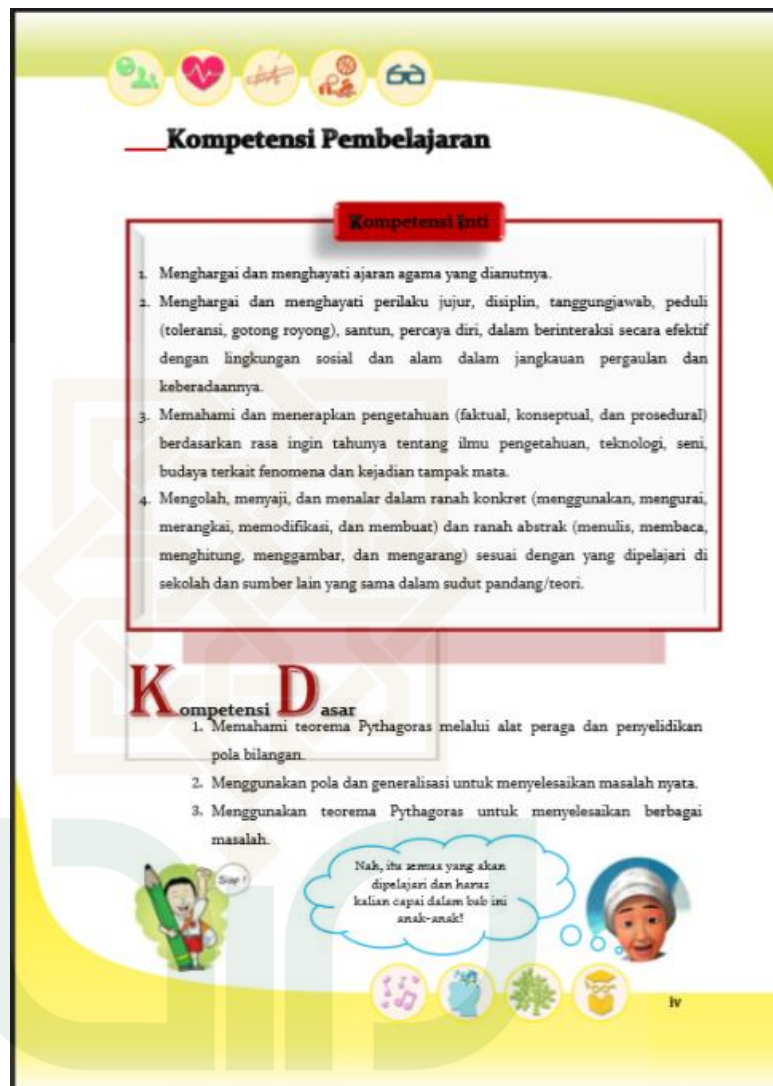 Kompetensi Pembelajaran
Kompetensi Inti
1. Menghargai dan menghayati ajaran agama yang dianutnya.
2. Menghargai dan menghayati perilaku jujur, disiplin, tanggungjawab, peduli
(toleransi, gotong royong), santun, percaya diri, dalam berinteraksi secara efektif
dengan lingkungan sosial dan alam dalam jangkauan pergaulan dan
keberadaannya.
3. Memahami dan menerapkan pengetahuan (faktual, konseptual, dan prosedural)
berdasarkan rasa ingin tahunya tentang ilmu pengetahuan, teknologi, seni,
budaya terkait fenomena dan kejadian tampak mata.
4. Mengolah, menyaji, dan menalar dalam ranah konkret (menggunakan, mengurai,
merangkai, memodifikasi, dan membuat) dan ranah abstrak (menulis, membaca,
menghitung, menggambar, dan mengarang) sesuai dengan yang dipelajari di
sekolah dan sumber lain yang sama dalam sudut pandang/teori.
Kompetensi Dasar
1. Memahami teorema Pythagoras melalui alat peraga dan penyelidikan
pola bilangan.
2. Menggunakan pola dan generalisasi untuk menyelesaikan masalah nyata.
3. Menggunakan teorema Pythagoras untuk menyelesaikan berbagai
masalah.
Siap !
Nah, itu semua yang akan
dipelajari dan harus
kalian capai dalam bab ini
anak-anak!
iv